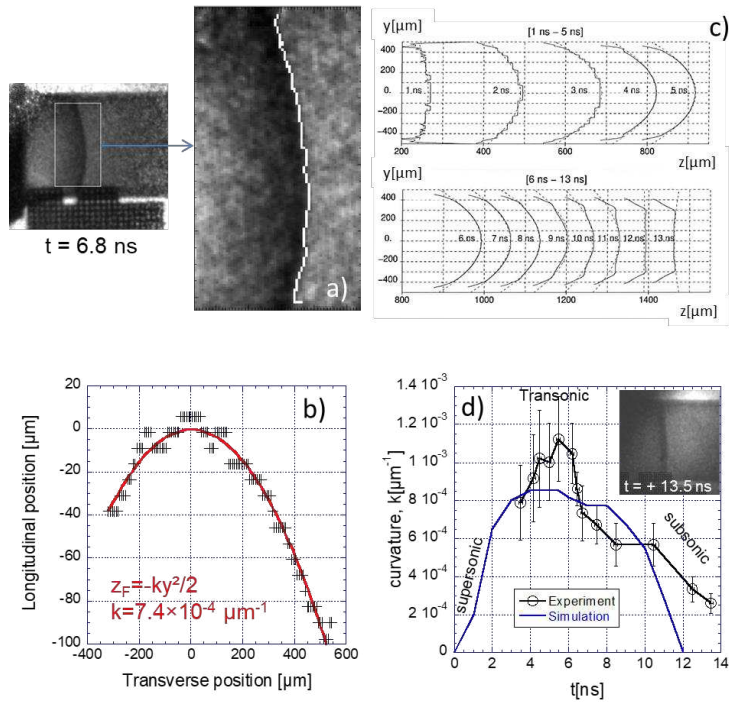 t = 6.8 ns
a)
c)
y[μm]
[1 ns – 5 ns]
400
200
0.
-200
-400
1 ns
2 ns
3 ns
4 ns
5 ns
200
400
600
800
z[μm]
y[μm]
[6 ns – 13 ns]
400
200
0.
-200
-400
6 ns
7 ns
8 ns
9 ns
10 ns
11 ns
12 ns
13 ns
800
1000
1200
1400
z[μm]
b)
Longitudinal position [μm]
20
0
-20
-40
-60
-80
-100
z_F=-ky²/2
k=7.4×10⁻⁴ μm⁻¹
-400
-200
0
200
400
600
Transverse position [μm]
d)
curvature, k[μm⁻¹]
1.4 10⁻³
1.2 10⁻³
1 10⁻³
8 10⁻⁴
6 10⁻⁴
4 10⁻⁴
2 10⁻⁴
0
Transonic
supersonic
subsonic
t = + 13.5 ns
Experiment
Simulation
0
2
4
6
8
10
12
14
t[ns]